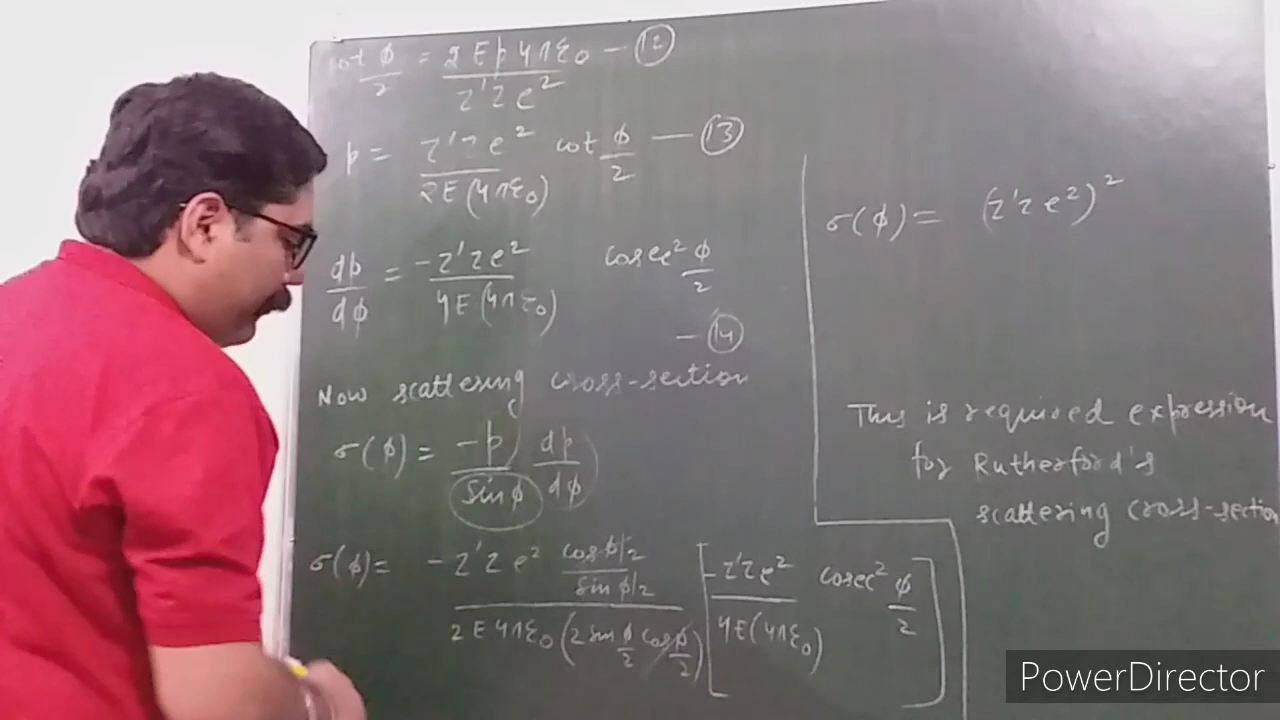 cot φ/2 = 2Ep4πε₀ / z'ze² — (12)
p = z'ze² / 2E(4πε₀) cot φ/2 — (13)
dp/dφ = -z'ze² / 4E(4πε₀) cosec² φ/2
— (14)
Now scattering cross-section
σ(φ) = -p / sinφ dp/dφ
σ(φ) = -z'ze² cosφ/2 / sinφ/2 / 2E4πε₀ (2 sin φ/2 cos φ/2) [-z'ze² / 4E(4πε₀) cosec² φ/2]
σ(φ) = (z'ze²)²
This is required expression
for Rutherford's
scattering cross-section
PowerDirector